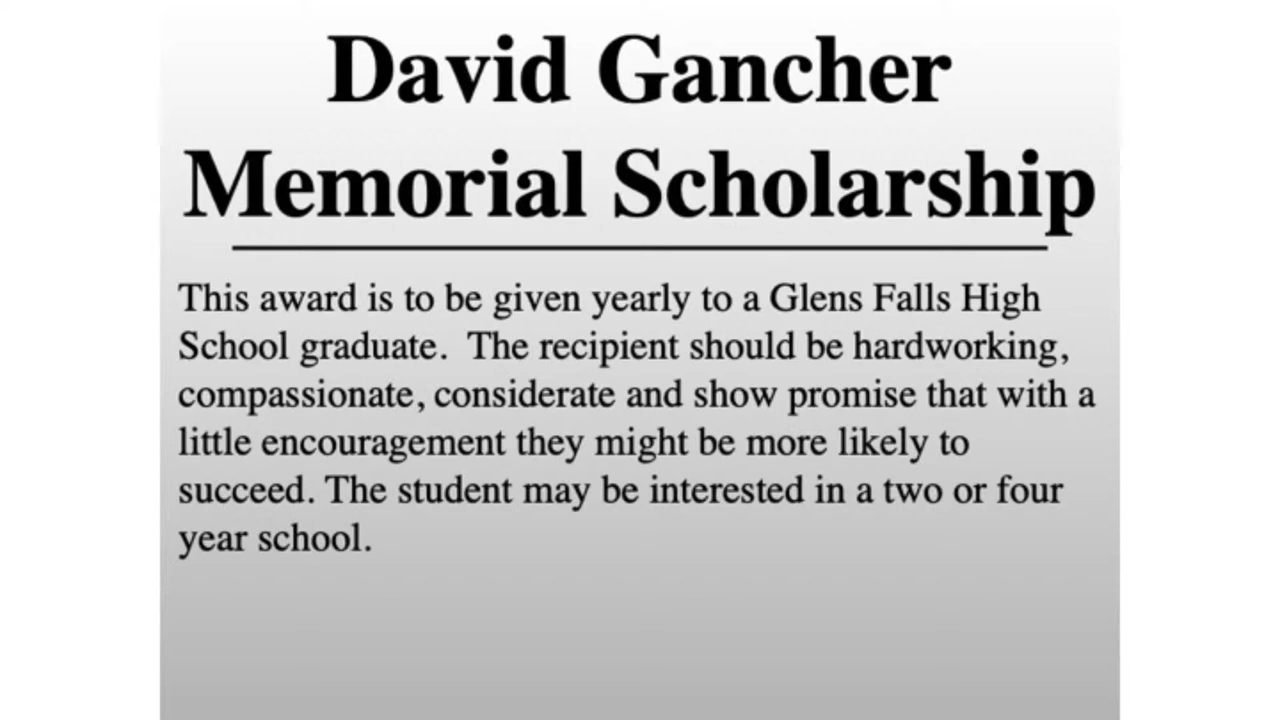 David Gancher
Memorial Scholarship
This award is to be given yearly to a Glens Falls High
School graduate.  The recipient should be hardworking,
compassionate, considerate and show promise that with a
little encouragement they might be more likely to
succeed. The student may be interested in a two or four
year school.